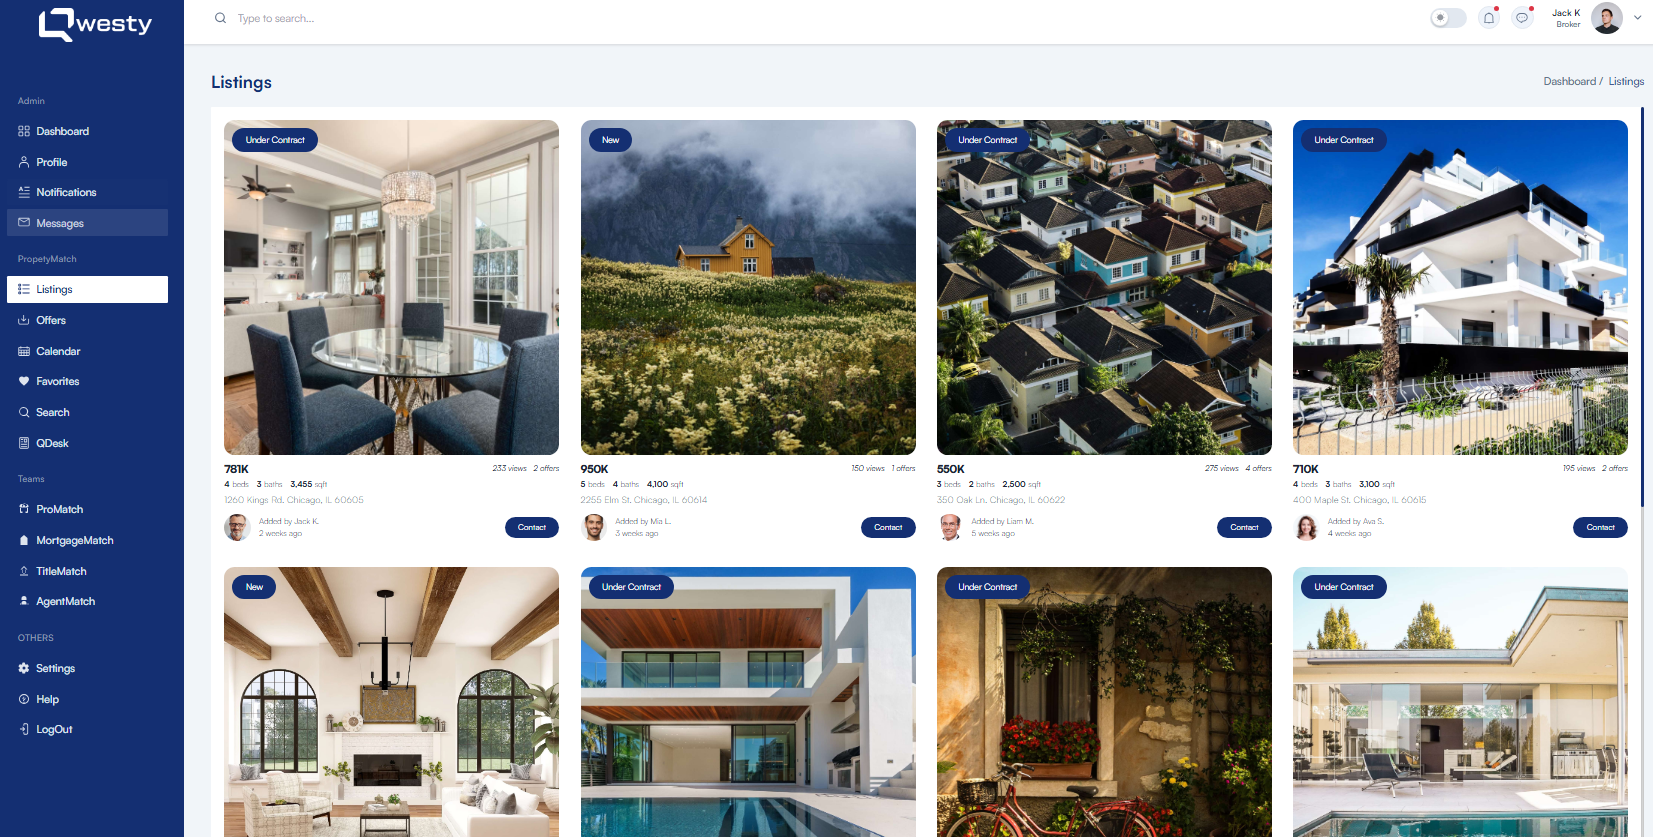 Qwesty
Type to search...
Jack K
Broker
Admin
Dashboard
Profile
Notifications
Messages
PropetyMatch
Listings
Offers
Calendar
Favorites
Search
QDesk
Teams
ProMatch
MortgageMatch
TitleMatch
AgentMatch
OTHERS
Settings
Help
LogOut
Listings
Dashboard / Listings
Under Contract
781K 233 views 2 offers
4 beds 3 baths 3,455 sqft
1260 Kings Rd. Chicago, IL 60605
Added by Jack K.
2 weeks ago
Contact
New
950K 150 views 1 offers
5 beds 4 baths 4,100 sqft
2255 Elm St. Chicago, IL 60614
Added by Mia L.
3 weeks ago
Contact
Under Contract
550K 275 views 4 offers
3 beds 2 baths 2,500 sqft
350 Oak Ln. Chicago, IL 60622
Added by Liam M.
5 weeks ago
Contact
Under Contract
710K 195 views 2 offers
4 beds 3 baths 3,100 sqft
400 Maple St. Chicago, IL 60615
Added by Ava S.
4 weeks ago
Contact
New
Under Contract
Under Contract
Under Contract